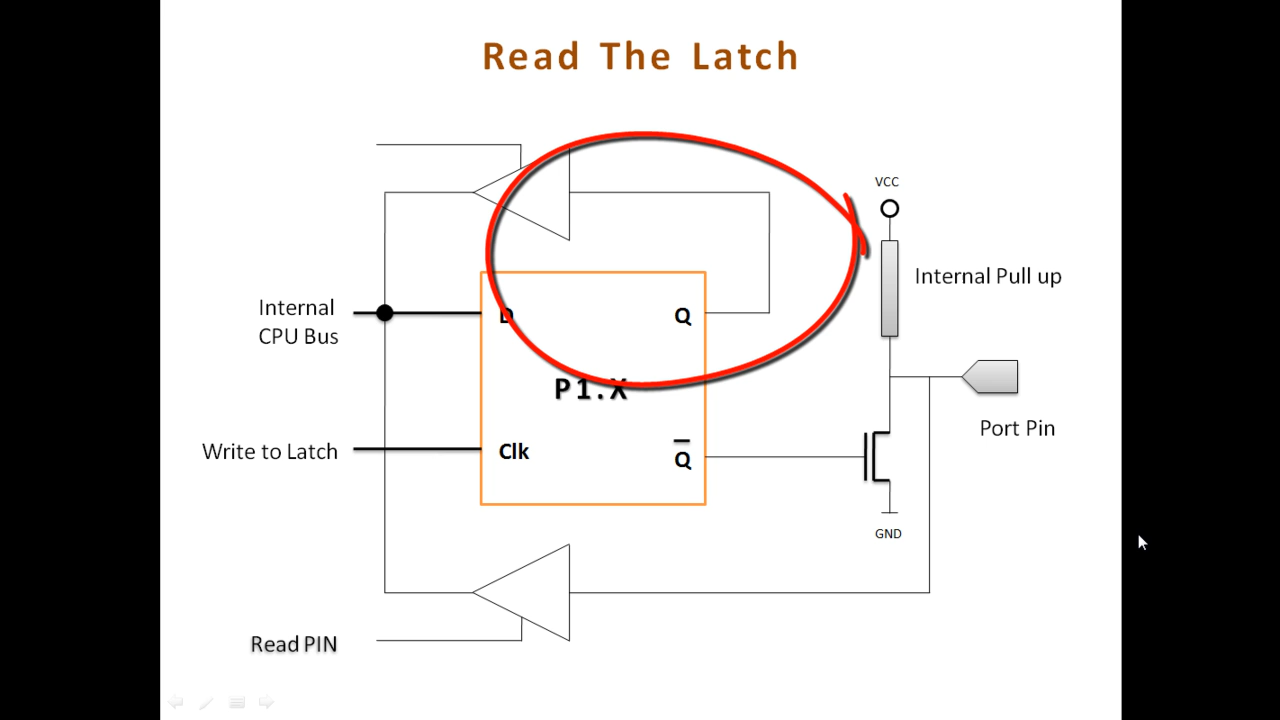 Read The Latch
VCC
Internal Pull up
Internal
CPU Bus
D
Q
P1.X
Port Pin
Write to Latch
Clk
Q̅
GND
Read PIN